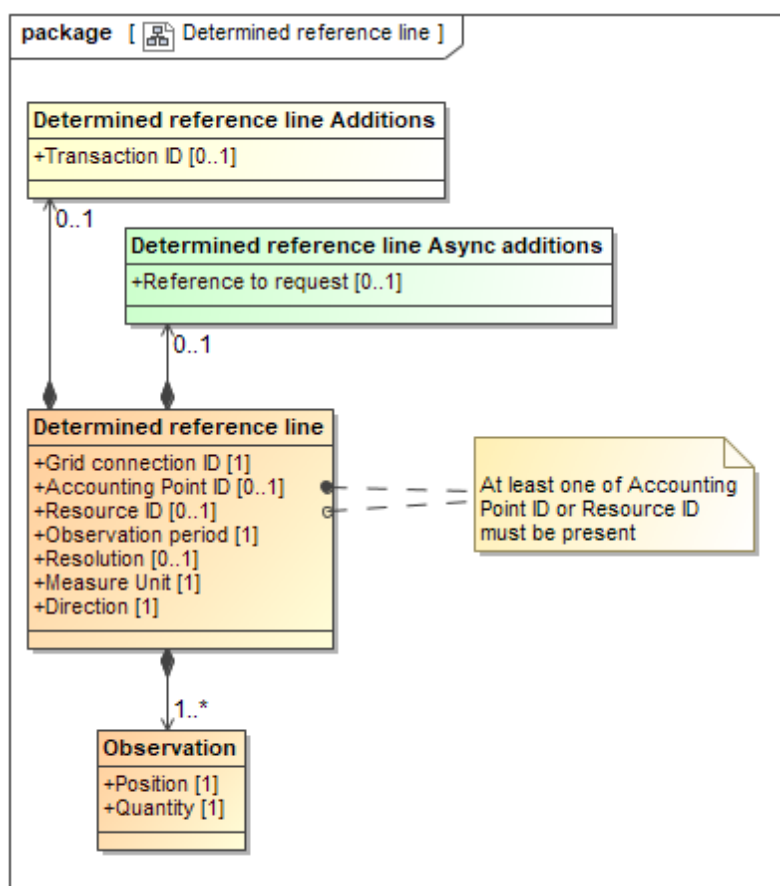 package [ Determined reference line ]
Determined reference line Additions
+Transaction ID [0..1]
0..1
Determined reference line Async additions
+Reference to request [0..1]
0..1
Determined reference line
+Grid connection ID [1]
+Accounting Point ID [0..1]
+Resource ID [0..1]
+Observation period [1]
+Resolution [0..1]
+Measure Unit [1]
+Direction [1]
At least one of Accounting
Point ID or Resource ID
must be present
1..*
Observation
+Position [1]
+Quantity [1]